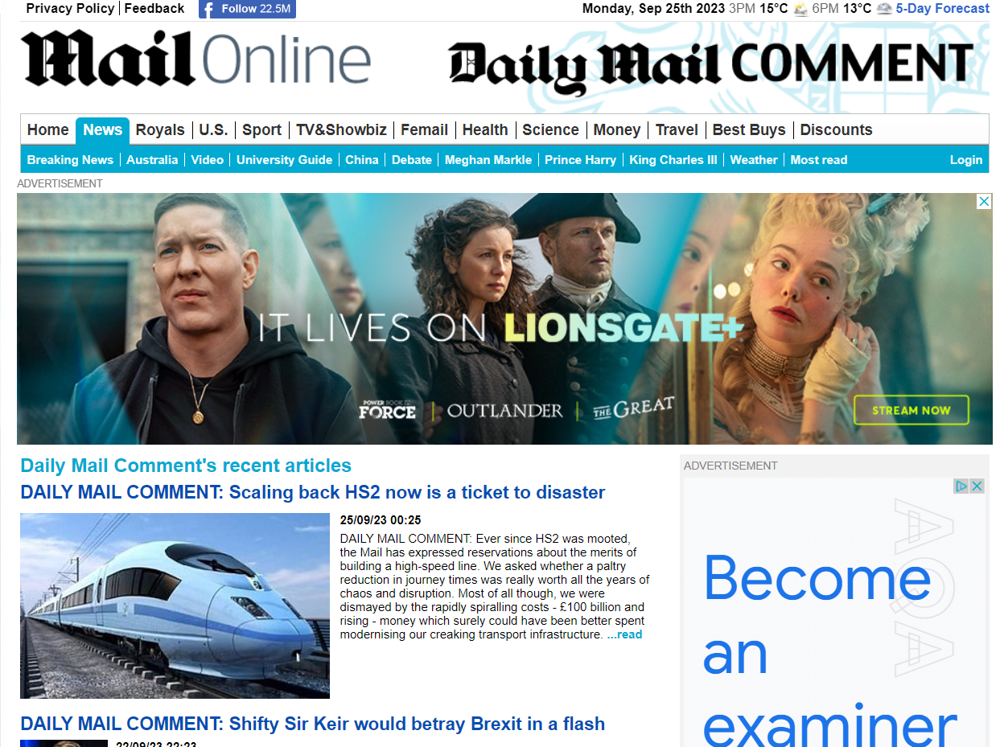 Privacy Policy Feedback Follow 22.5M Monday, Sep 25th 2023 3PM 15°C 6PM 13°C 5-Day Forecast
Mail Online Daily Mail COMMENT
Home News Royals U.S. Sport TV&Showbiz Femail Health Science Money Travel Best Buys Discounts
Breaking News Australia Video University Guide China Debate Meghan Markle Prince Harry King Charles III Weather Most read Login
ADVERTISEMENT
IT LIVES ON LIONSGATE+
POWER BOOK IV FORCE OUTLANDER THE GREAT STREAM NOW
Daily Mail Comment's recent articles
DAILY MAIL COMMENT: Scaling back HS2 now is a ticket to disaster
25/09/23 00:25
DAILY MAIL COMMENT: Ever since HS2 was mooted,
the Mail has expressed reservations about the merits of
building a high-speed line. We asked whether a paltry
reduction in journey times was really worth all the years of
chaos and disruption. Most of all though, we were
dismayed by the rapidly spiralling costs - £100 billion and
rising - money which surely could have been better spent
modernising our creaking transport infrastructure. ...read
DAILY MAIL COMMENT: Shifty Sir Keir would betray Brexit in a flash
22/09/23 22:23
ADVERTISEMENT
AQA
Become
an
examiner